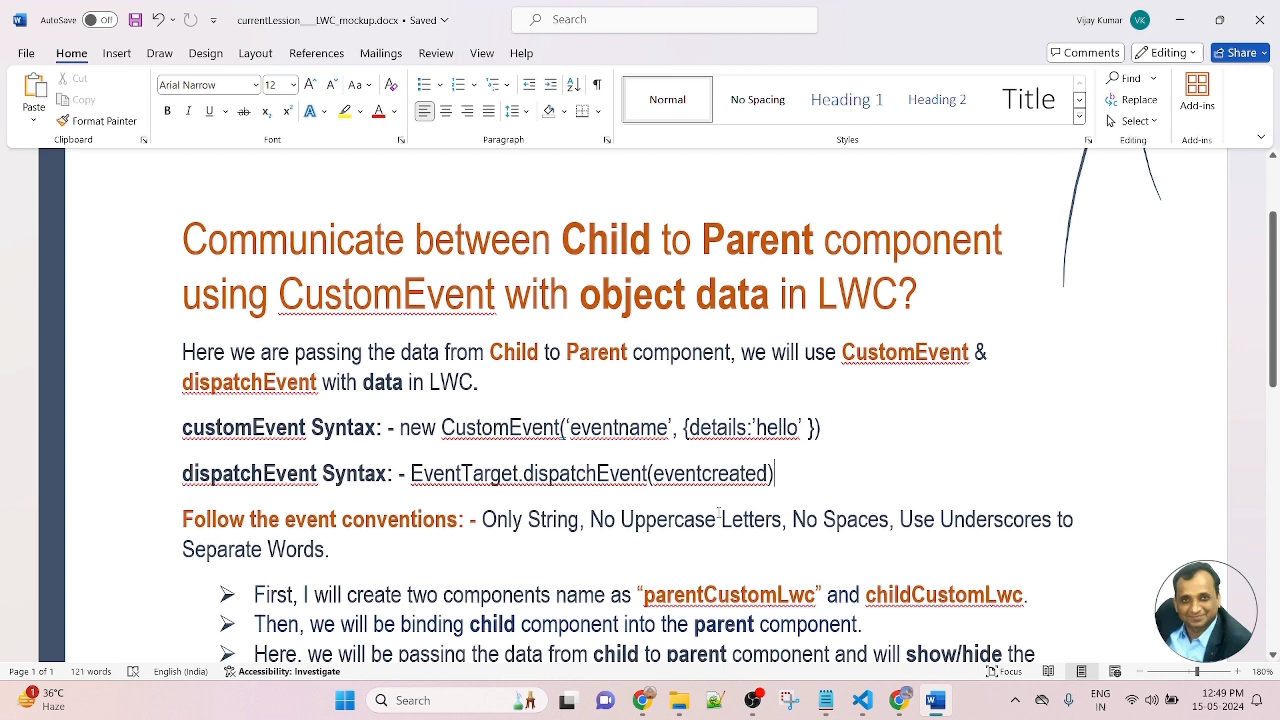 AutoSave Off currentLesson___LWC_mockup.docx • Saved Search Vijay Kumar VK
File Home Insert Draw Design Layout References Mailings Review View Help Comments Editing Share
Paste Cut Copy Format Painter Arial Narrow 12 Normal No Spacing Heading 1 Heading 2 Title Find Replace Select Add-ins
Clipboard Font Paragraph Styles Editing Add-ins
Communicate between Child to Parent component
using CustomEvent with object data in LWC?
Here we are passing the data from Child to Parent component, we will use CustomEvent &
dispatchEvent with data in LWC.
customEvent Syntax: - new CustomEvent(‘eventname’, {details:’hello’ })
dispatchEvent Syntax: - EventTarget.dispatchEvent(eventcreated)
Follow the event conventions: - Only String, No Uppercase Letters, No Spaces, Use Underscores to
Separate Words.
First, I will create two components name as “parentCustomLwc” and childCustomLwc.
Then, we will be binding child component into the parent component.
Here, we will be passing the data from child to parent component and will show/hide the
Page 1 of 1 121 words English (India) Accessibility: Investigate Focus 180%
1 36°C Haze Search ENG IN 12:49 PM 15-05-2024